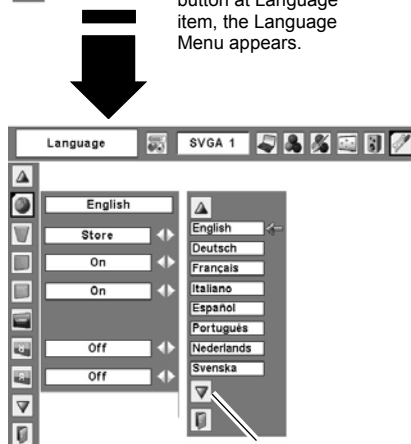 button at Language
item, the Language
Menu appears.
Language
SVGA 1
English
Store
On
On
Off
Off
English
Deutsch
Français
Italiano
Español
Português
Nederlands
Svenska